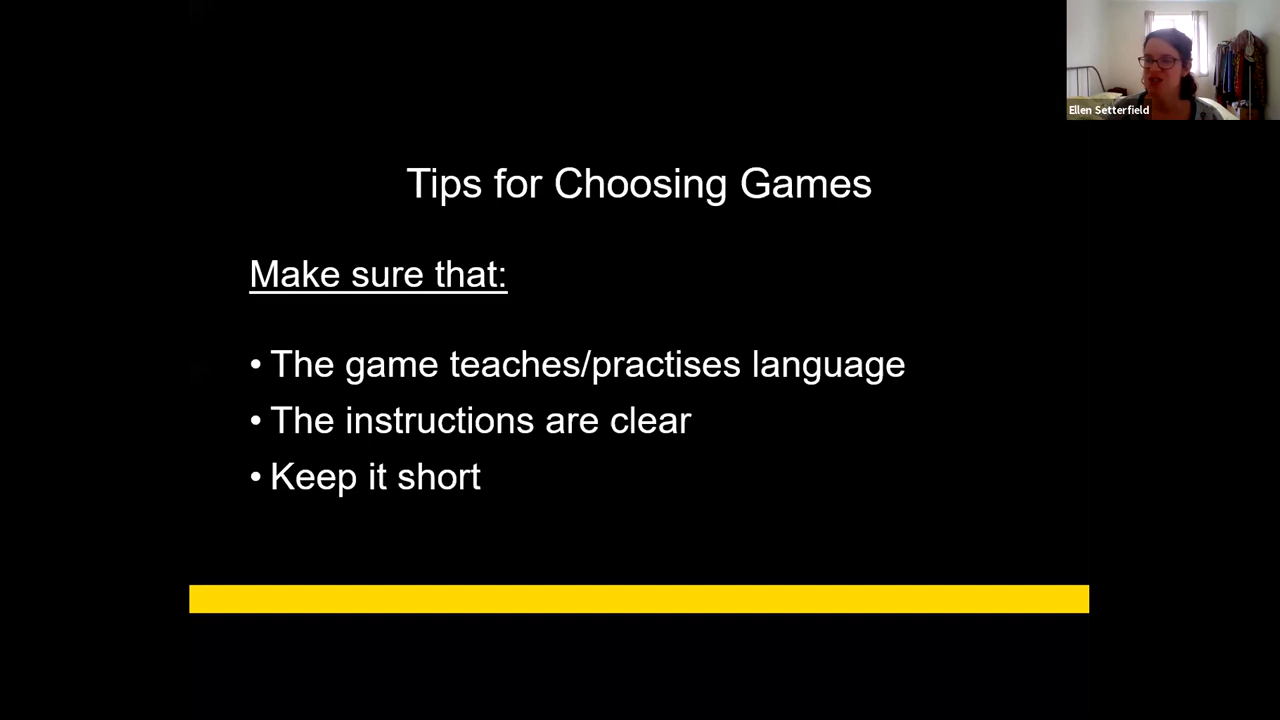 Ellen Setterfield
Tips for Choosing Games
Make sure that:
• The game teaches/practises language
• The instructions are clear
• Keep it short